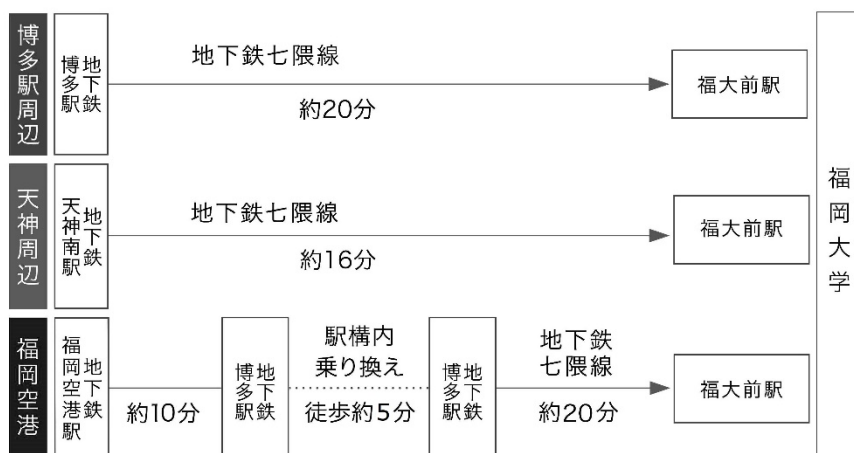 博多駅周辺
地下鉄
博多駅
地下鉄七隈線
約20分
福大前駅
天神周辺
地下鉄
天神南駅
地下鉄七隈線
約16分
福大前駅
福岡空港
地下鉄
福岡空港駅
約10分
地下鉄
博多駅
駅構内
乗り換え
徒歩約5分
地下鉄
博多駅
地下鉄
七隈線
約20分
福大前駅
福岡大学